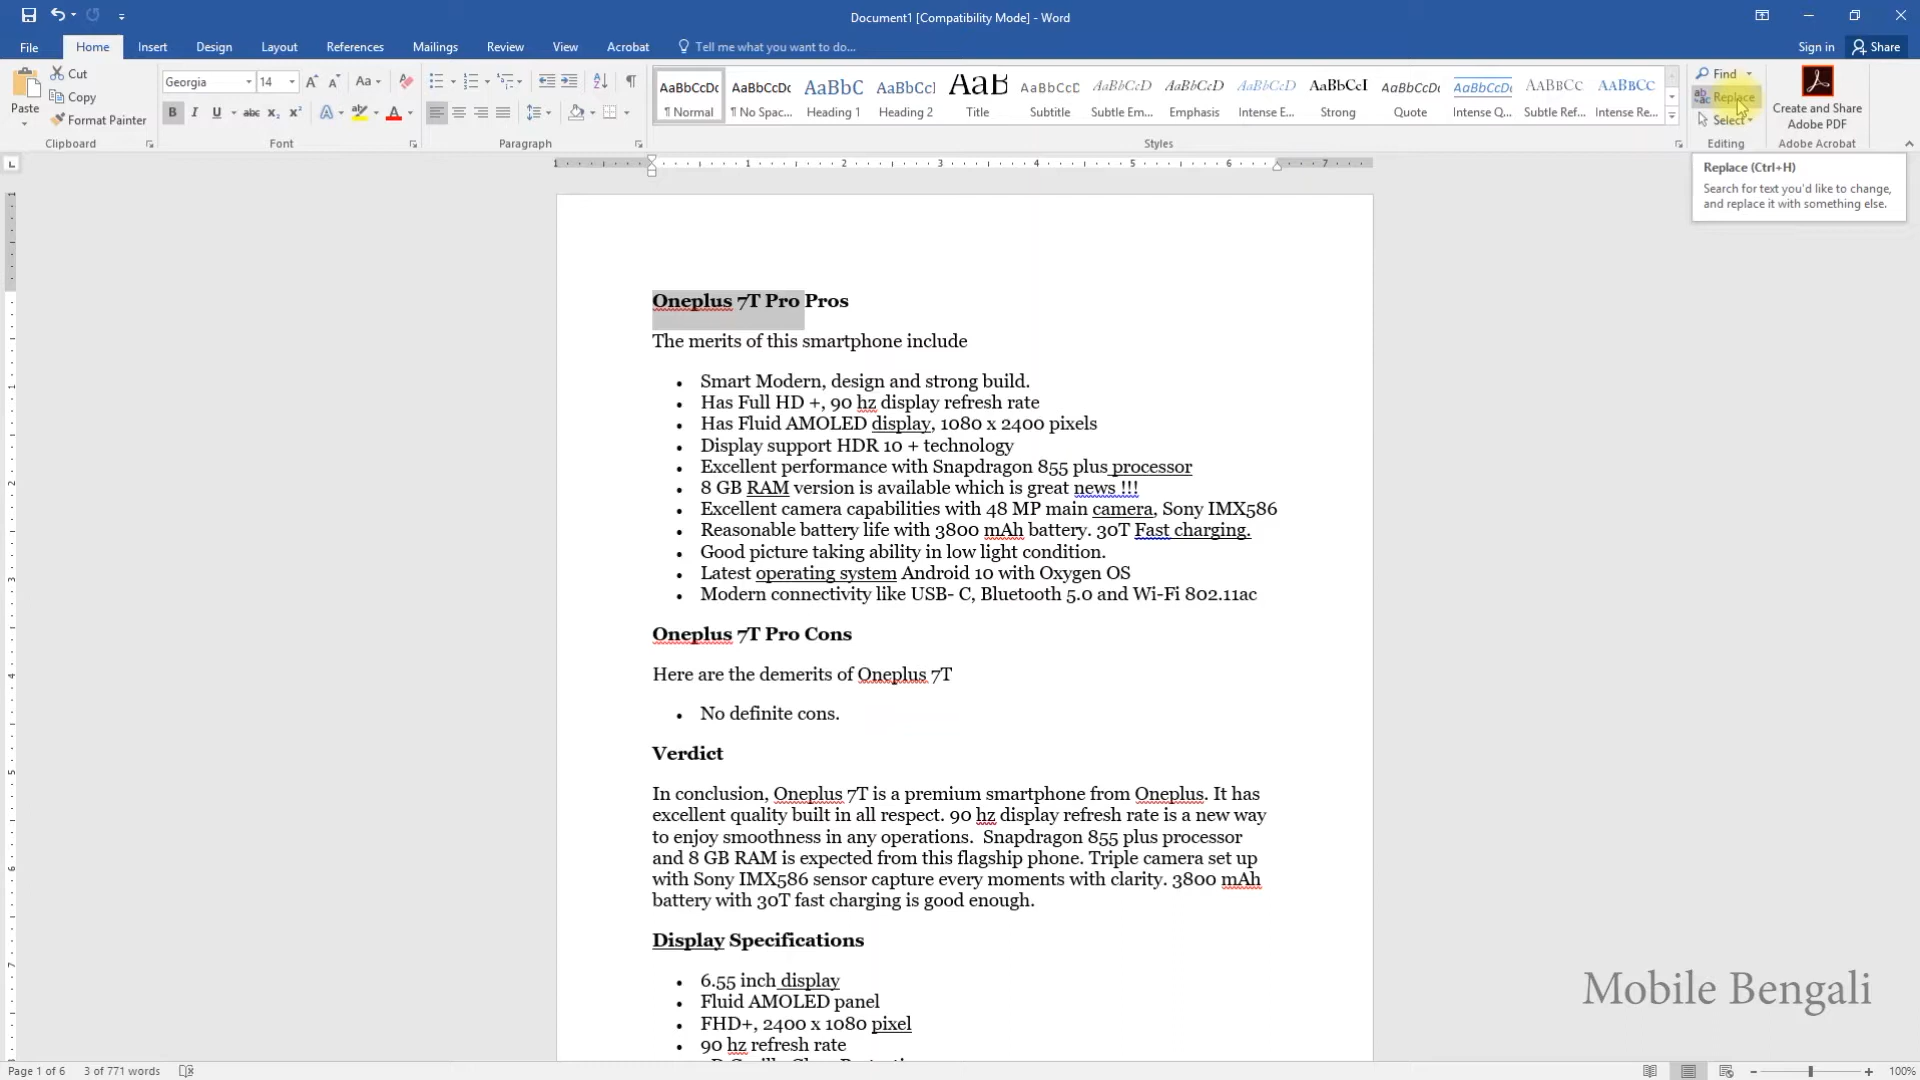 Document1 [Compatibility Mode] - Word
File Home Insert Design Layout References Mailings Review View Acrobat Tell me what you want to do... Sign in Share
Paste
Cut
Copy
Format Painter
Clipboard
Georgia 14
Font
Paragraph
AaBbCcDc AaBbCcDc AaBbC AaBbCcI AaB AaBbCcD AaBbCcD AaBbCcD AaBbCcD AaBbCcI AaBbCcDc AaBbCcDc AaBbCc AaBbCc
¶ Normal ¶ No Spac... Heading 1 Heading 2 Title Subtitle Subtle Em... Emphasis Intense E... Strong Quote Intense Q... Subtle Ref... Intense Re...
Styles
Find
Replace
Select
Editing
Create and Share
Adobe PDF
Adobe Acrobat
Replace (Ctrl+H)
Search for text you'd like to change,
and replace it with something else.
Oneplus 7T Pro Pros
The merits of this smartphone include
• Smart Modern, design and strong build.
• Has Full HD +, 90 hz display refresh rate
• Has Fluid AMOLED display, 1080 x 2400 pixels
• Display support HDR 10 + technology
• Excellent performance with Snapdragon 855 plus processor
• 8 GB RAM version is available which is great news !!!
• Excellent camera capabilities with 48 MP main camera, Sony IMX586
• Reasonable battery life with 3800 mAh battery. 30T Fast charging.
• Good picture taking ability in low light condition.
• Latest operating system Android 10 with Oxygen OS
• Modern connectivity like USB- C, Bluetooth 5.0 and Wi-Fi 802.11ac
Oneplus 7T Pro Cons
Here are the demerits of Oneplus 7T
• No definite cons.
Verdict
In conclusion, Oneplus 7T is a premium smartphone from Oneplus. It has
excellent quality built in all respect. 90 hz display refresh rate is a new way
to enjoy smoothness in any operations. Snapdragon 855 plus processor
and 8 GB RAM is expected from this flagship phone. Triple camera set up
with Sony IMX586 sensor capture every moments with clarity. 3800 mAh
battery with 30T fast charging is good enough.
Display Specifications
• 6.55 inch display
• Fluid AMOLED panel
• FHD+, 2400 x 1080 pixel
• 90 hz refresh rate
Mobile Bengali
Page 1 of 6 3 of 771 words 100%